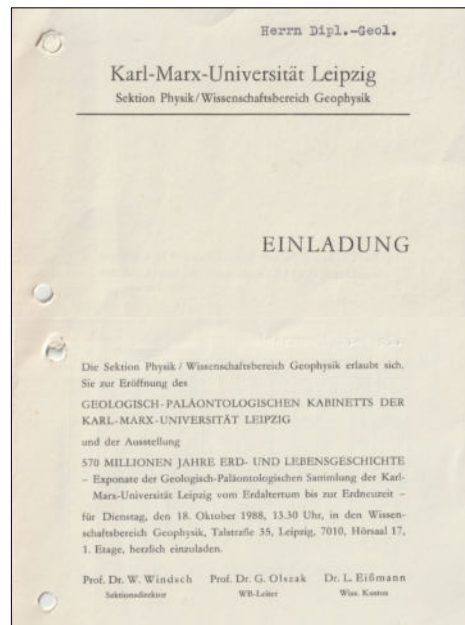 Herrn Dipl.-Geol.
Karl-Marx-Universität Leipzig
Sektion Physik/Wissenschaftsbereich Geophysik
EINLADUNG
Die Sektion Physik / Wissenschaftsbereich Geophysik erlaubt sich,
Sie zur Eröffnung des
GEOLOGISCH-PALÄONTOLOGISCHEN KABINETTS DER
KARL-MARX-UNIVERSITÄT LEIPZIG
und der Ausstellung
570 MILLIONEN JAHRE ERD- UND LEBENSGESCHICHTE
– Exponate der Geologisch-Paläontologischen Sammlung der Karl-
Marx-Universität Leipzig vom Erdaltertum bis zur Erdneuzeit –
für Dienstag, den 18. Oktober 1988, 13.30 Uhr, in den Wissen-
schaftsbereich Geophysik, Talstraße 35, Leipzig, 7010, Hörsaal 17,
1. Etage, herzlich einzuladen.
Prof. Dr. W. Windsch Prof. Dr. G. Olszak Dr. L. Eißmann
Sektionsdirektor WB-Leiter Wiss. Kustos